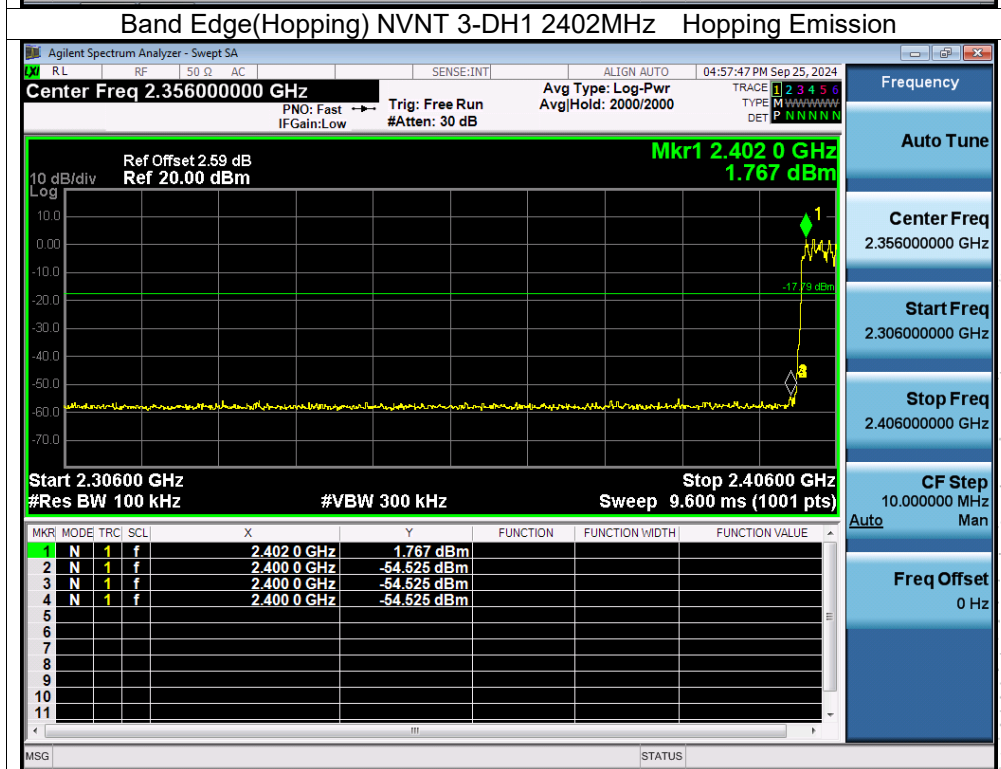 Band Edge(Hopping) NVNT 3-DH1 2402MHz Hopping Emission
Agilent Spectrum Analyzer - Swept SA
LXI RL RF 50 Ω AC SENSE:INT ALIGN AUTO 04:57:47 PM Sep 25, 2024
Center Freq 2.356000000 GHz
PNO: Fast
IFGain:Low
Trig: Free Run
#Atten: 30 dB
Avg Type: Log-Pwr
Avg|Hold: 2000/2000
TRACE 1 2 3 4 5 6
TYPE M WWWWW
DET P N N N N N
Frequency
Auto Tune
Center Freq
2.356000000 GHz
Start Freq
2.306000000 GHz
Stop Freq
2.406000000 GHz
CF Step
10.000000 MHz
Auto Man
Freq Offset
0 Hz
Mkr1 2.402 0 GHz
1.767 dBm
Ref Offset 2.59 dB
10 dB/div Ref 20.00 dBm
Log
10.0
0.00
-10.0
-20.0
-30.0
-40.0
-50.0
-60.0
-70.0
1
-17.79 dBm
Start 2.30600 GHz Stop 2.40600 GHz
#Res BW 100 kHz #VBW 300 kHz Sweep 9.600 ms (1001 pts)
MKR MODE TRC SCL X Y FUNCTION FUNCTION WIDTH FUNCTION VALUE
1 N 1 f 2.402 0 GHz 1.767 dBm
2 N 1 f 2.400 0 GHz -54.525 dBm
3 N 1 f 2.400 0 GHz -54.525 dBm
4 N 1 f 2.400 0 GHz -54.525 dBm
5
6
7
8
9
10
11
MSG STATUS